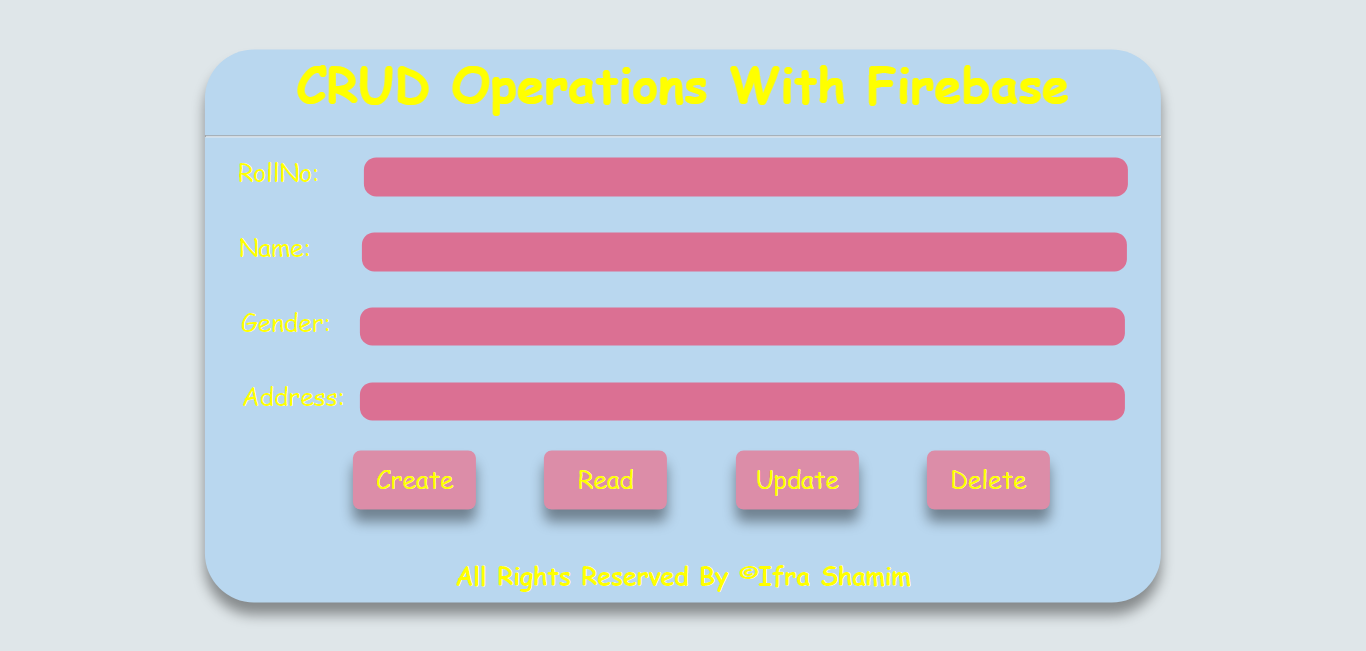 CRUD Operations With Firebase
RollNo:
Name:
Gender:
Address:
Create Read Update Delete
All Rights Reserved By ©Ifra Shamim